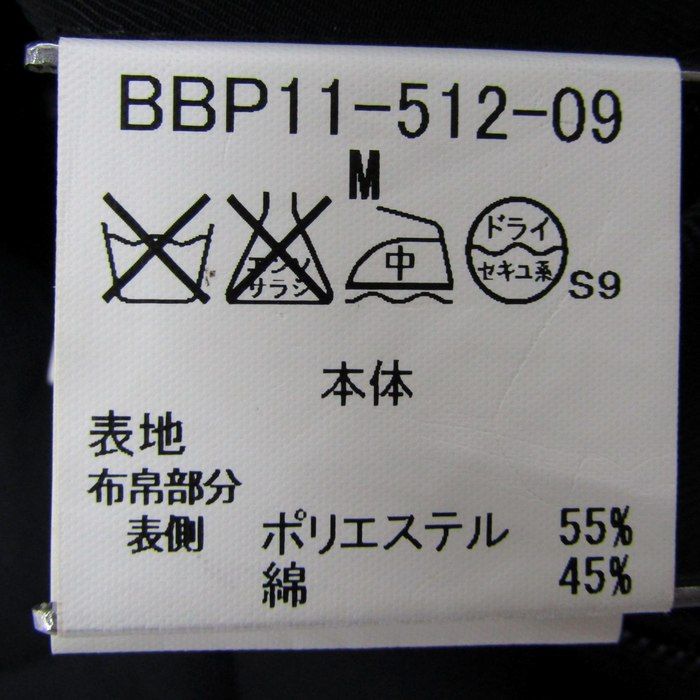 BBP11-512-09
M
エンソ
サラシ
中
ドライ
セキユ系
S9
本体
表地
布帛部分
表側 ポリエステル 55%
綿 45%